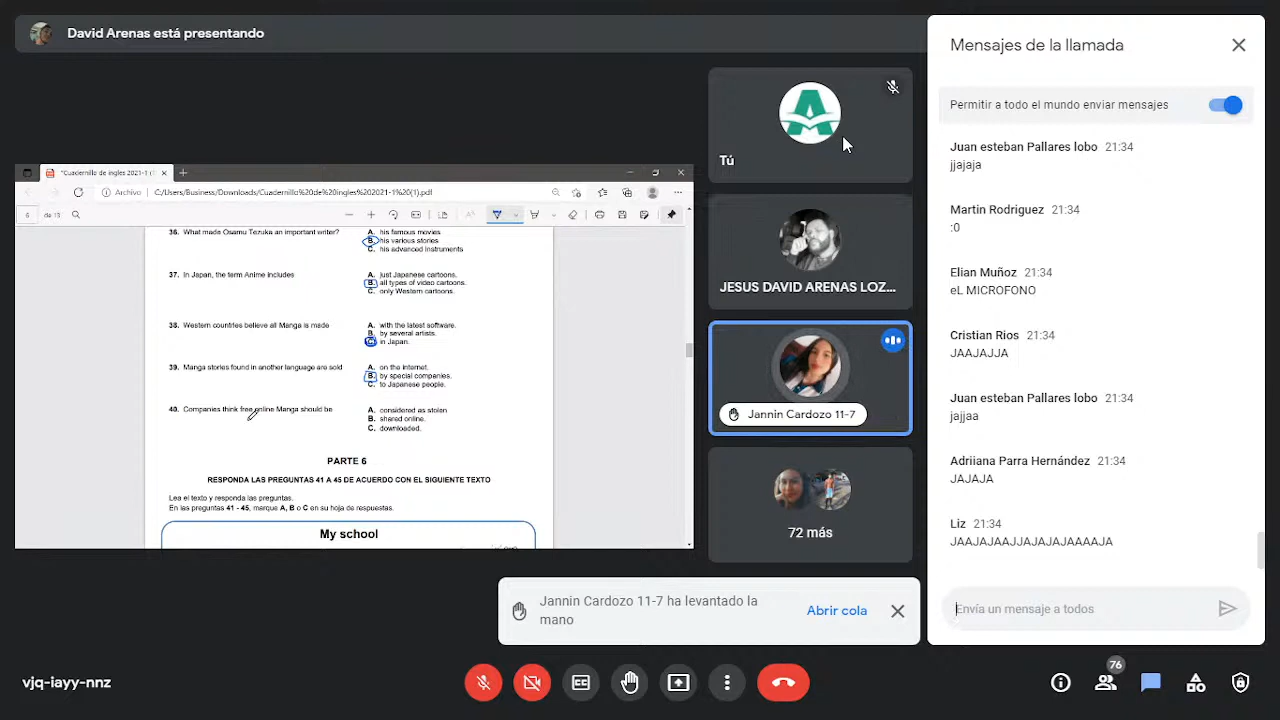 David Arenas está presentando
Mensajes de la llamada
Permitir a todo el mundo enviar mensajes
Tú
JESUS DAVID ARENAS LOZ...
Jannin Cardozo 11-7
72 más
"Cuadernillo de ingles 2021-1 (1
Archivo
C:/Users/Business/Downloads/Cuadernillo%20de%20ingles%202021-1%20(1).pdf
6 de 13
36. What made Osamu Tezuka an important writer?
A. his famous movies.
B. his various stories
C. his advanced instruments
37. In Japan, the term Anime includes
A. just Japanese cartoons.
B. all types of video cartoons.
C. only Western cartoons.
38. Western countries believe all Manga is made
A. with the latest software.
B. by several artists.
C. in Japan.
39. Manga stories found in another language are sold
A. on the internet.
B. by special companies.
C. to Japanese people.
40. Companies think free online Manga should be
A. considered as stolen
B. shared online.
C. downloaded.
PARTE 6
RESPONDA LAS PREGUNTAS 41 A 45 DE ACUERDO CON EL SIGUIENTE TEXTO
Lea el texto y responda las preguntas.
En las preguntas 41 - 45, marque A, B o C en su hoja de respuestas.
My school
Juan esteban Pallares lobo 21:34
jjajaja
Martin Rodriguez 21:34
:0
Elian Muñoz 21:34
eL MICROFONO
Cristian Rios 21:34
JAAJAJJA
Juan esteban Pallares lobo 21:34
jajjaa
Adriiana Parra Hernández 21:34
JAJAJA
Liz 21:34
JAAJAJAAJJAJAJAJAAAAJA
Envía un mensaje a todos
Jannin Cardozo 11-7 ha levantado la
mano
Abrir cola
vjq-iayy-nnz
76